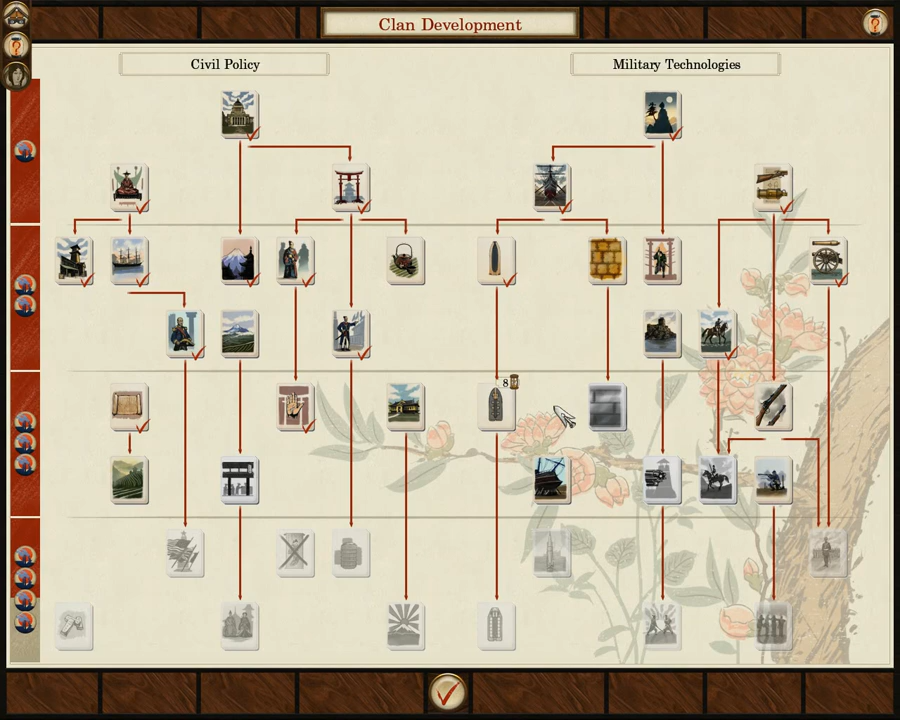 Clan Development
?
?
Civil Policy
Military Technologies
8